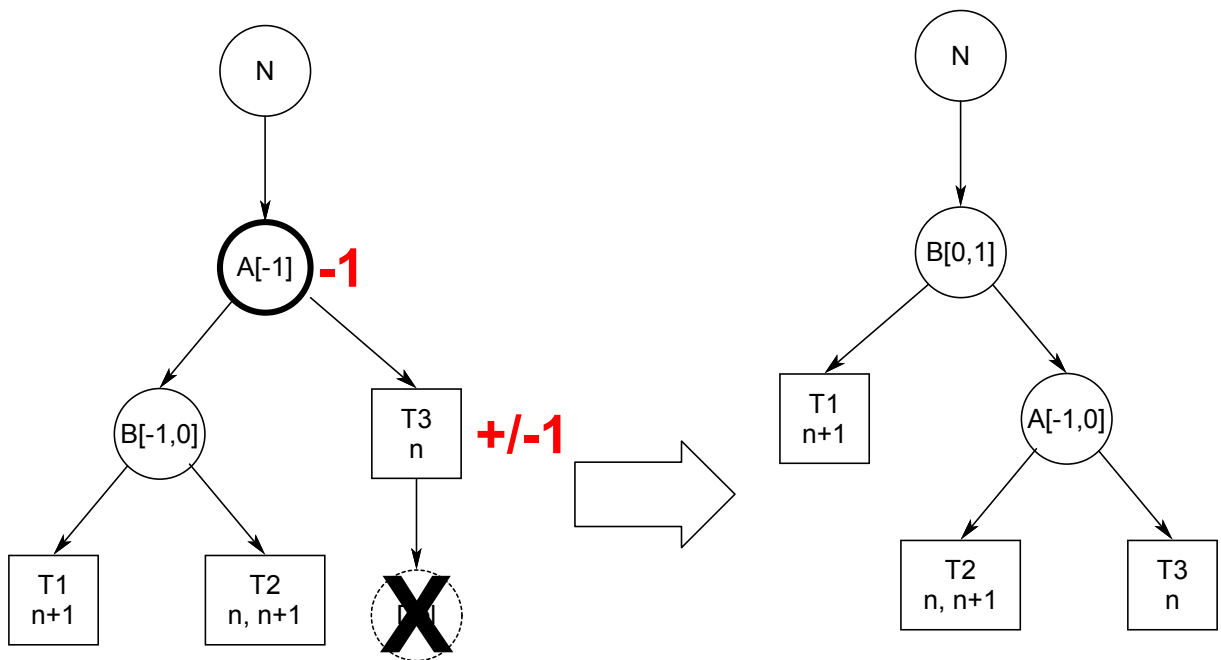 N
A[-1]
-1
B[-1,0]
T3
n
+/-1
T1
n+1
T2
n, n+1
N
B[0,1]
T1
n+1
A[-1,0]
T2
n, n+1
T3
n